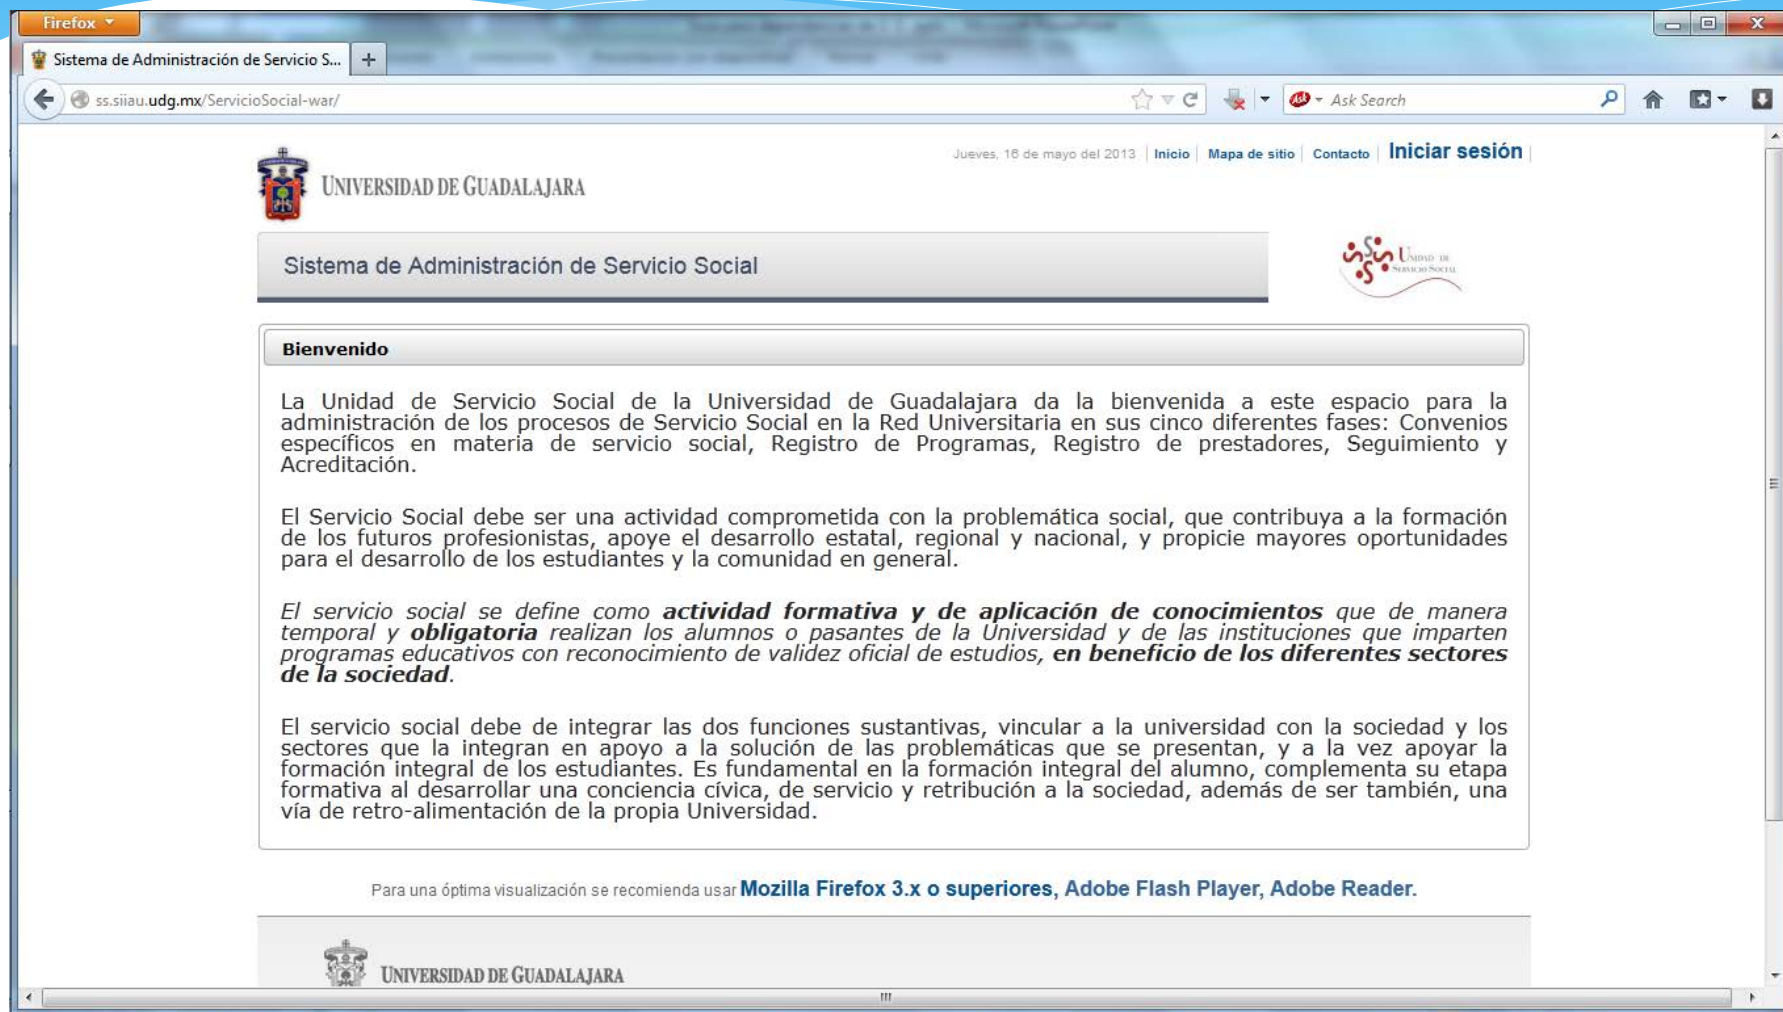 Firefox
Sistema de Administración de Servicio S...
ss.siiau.udg.mx/ServicioSocial-war/
Ask
Ask Search
Jueves, 16 de mayo del 2013 | Inicio | Mapa de sitio | Contacto | Iniciar sesión |
UNIVERSIDAD DE GUADALAJARA
Sistema de Administración de Servicio Social
UNIDAD DE
SERVICIO SOCIAL
Bienvenido
La Unidad de Servicio Social de la Universidad de Guadalajara da la bienvenida a este espacio para la
administración de los procesos de Servicio Social en la Red Universitaria en sus cinco diferentes fases: Convenios
específicos en materia de servicio social, Registro de Programas, Registro de prestadores, Seguimiento y
Acreditación.
El Servicio Social debe ser una actividad comprometida con la problemática social, que contribuya a la formación
de los futuros profesionistas, apoye el desarrollo estatal, regional y nacional, y propicie mayores oportunidades
para el desarrollo de los estudiantes y la comunidad en general.
El servicio social se define como actividad formativa y de aplicación de conocimientos que de manera
temporal y obligatoria realizan los alumnos o pasantes de la Universidad y de las instituciones que imparten
programas educativos con reconocimiento de validez oficial de estudios, en beneficio de los diferentes sectores
de la sociedad.
El servicio social debe de integrar las dos funciones sustantivas, vincular a la universidad con la sociedad y los
sectores que la integran en apoyo a la solución de las problemáticas que se presentan, y a la vez apoyar la
formación integral de los estudiantes. Es fundamental en la formación integral del alumno, complementa su etapa
formativa al desarrollar una conciencia cívica, de servicio y retribución a la sociedad, además de ser también, una
vía de retro-alimentación de la propia Universidad.
Para una óptima visualización se recomienda usar Mozilla Firefox 3.x o superiores, Adobe Flash Player, Adobe Reader.
UNIVERSIDAD DE GUADALAJARA